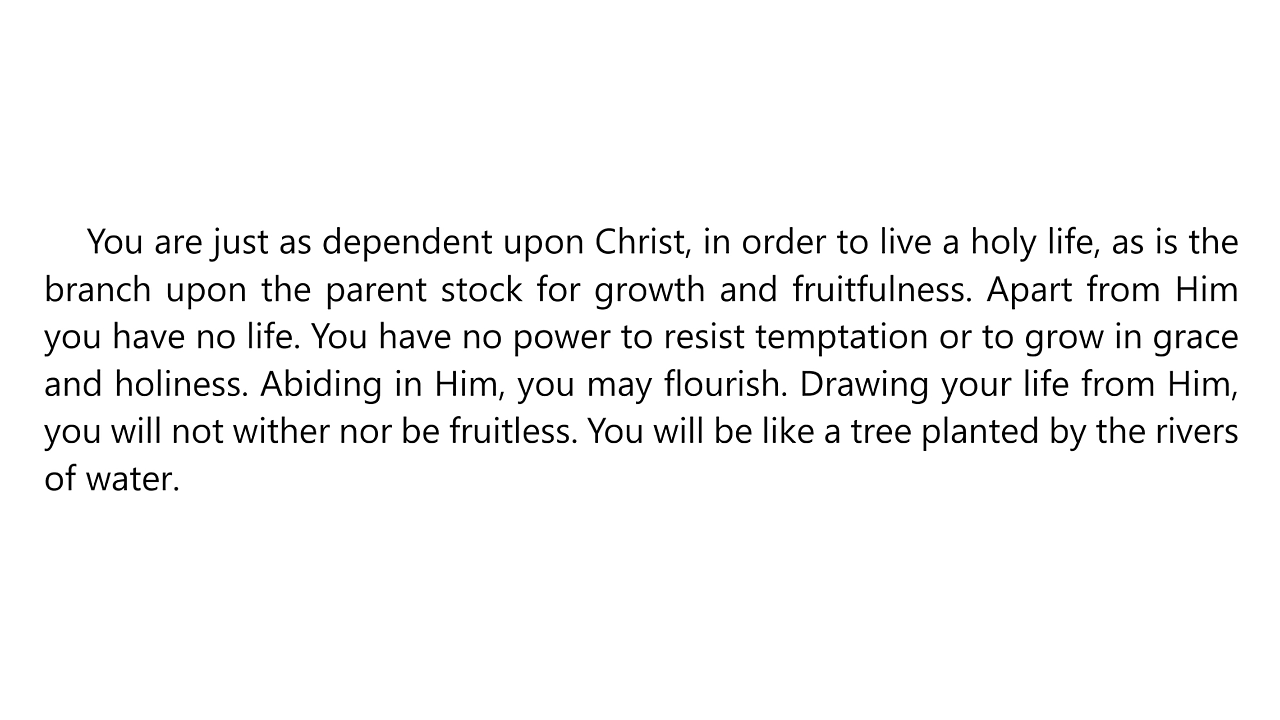 You are just as dependent upon Christ, in order to live a holy life, as is the
branch upon the parent stock for growth and fruitfulness. Apart from Him
you have no life. You have no power to resist temptation or to grow in grace
and holiness. Abiding in Him, you may flourish. Drawing your life from Him,
you will not wither nor be fruitless. You will be like a tree planted by the rivers
of water.